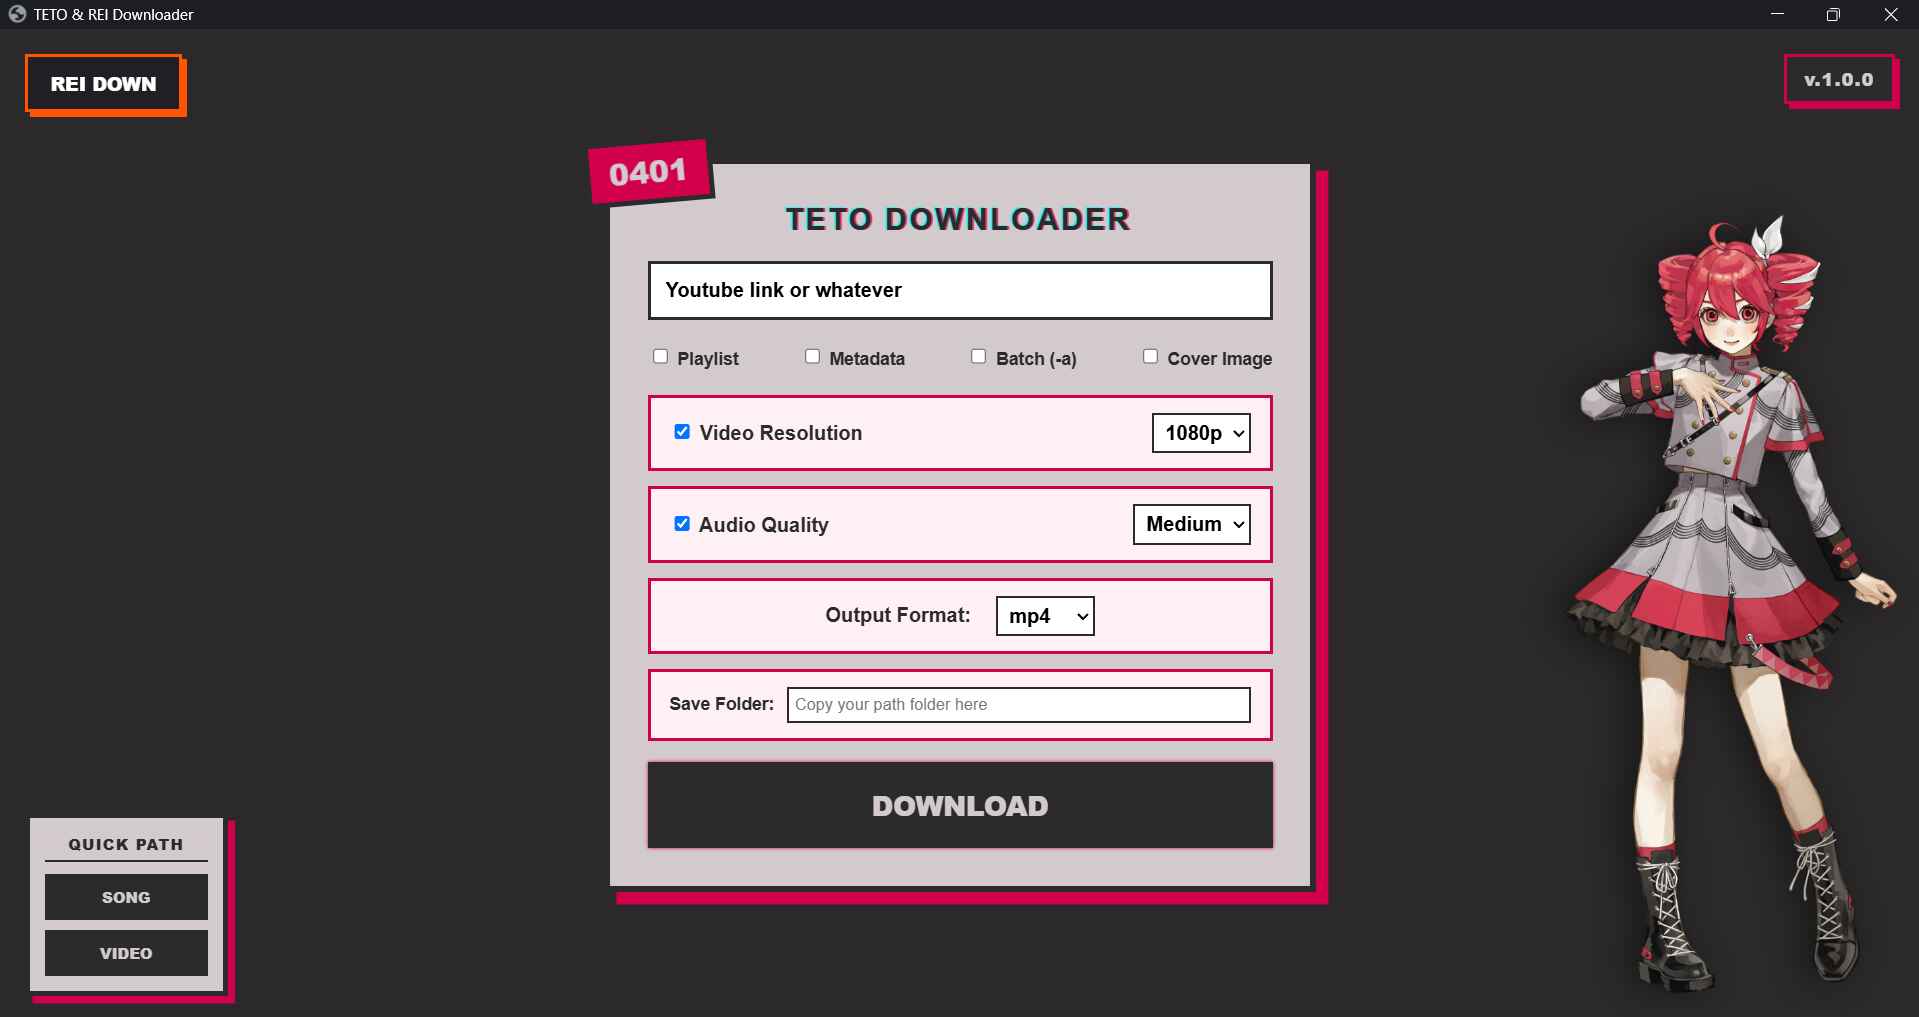 TETO & REI Downloader
REI DOWN
v.1.0.0
0401
TETO DOWNLOADER
Youtube link or whatever
Playlist Metadata Batch (-a) Cover Image
Video Resolution 1080p
Audio Quality Medium
Output Format: mp4
Save Folder: Copy your path folder here
DOWNLOAD
QUICK PATH
SONG
VIDEO